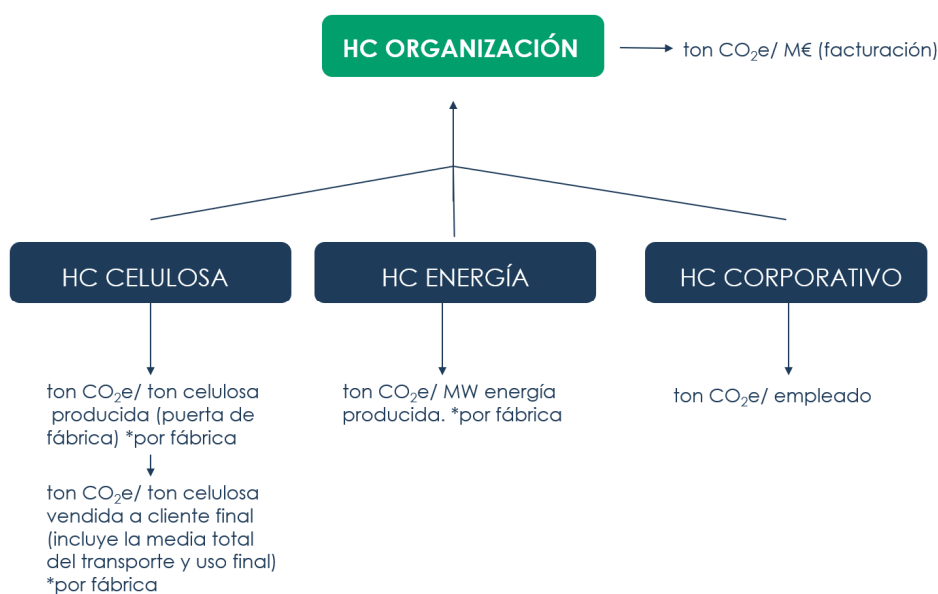 HC ORGANIZACIÓN
ton CO₂e/ M€ (facturación)
HC CELULOSA
HC ENERGÍA
HC CORPORATIVO
ton CO₂e/ ton celulosa
producida (puerta de
fábrica) *por fábrica
ton CO₂e/ MW energía
producida. *por fábrica
ton CO₂e/ empleado
ton CO₂e/ ton celulosa
vendida a cliente final
(incluye la media total
del transporte y uso final)
*por fábrica